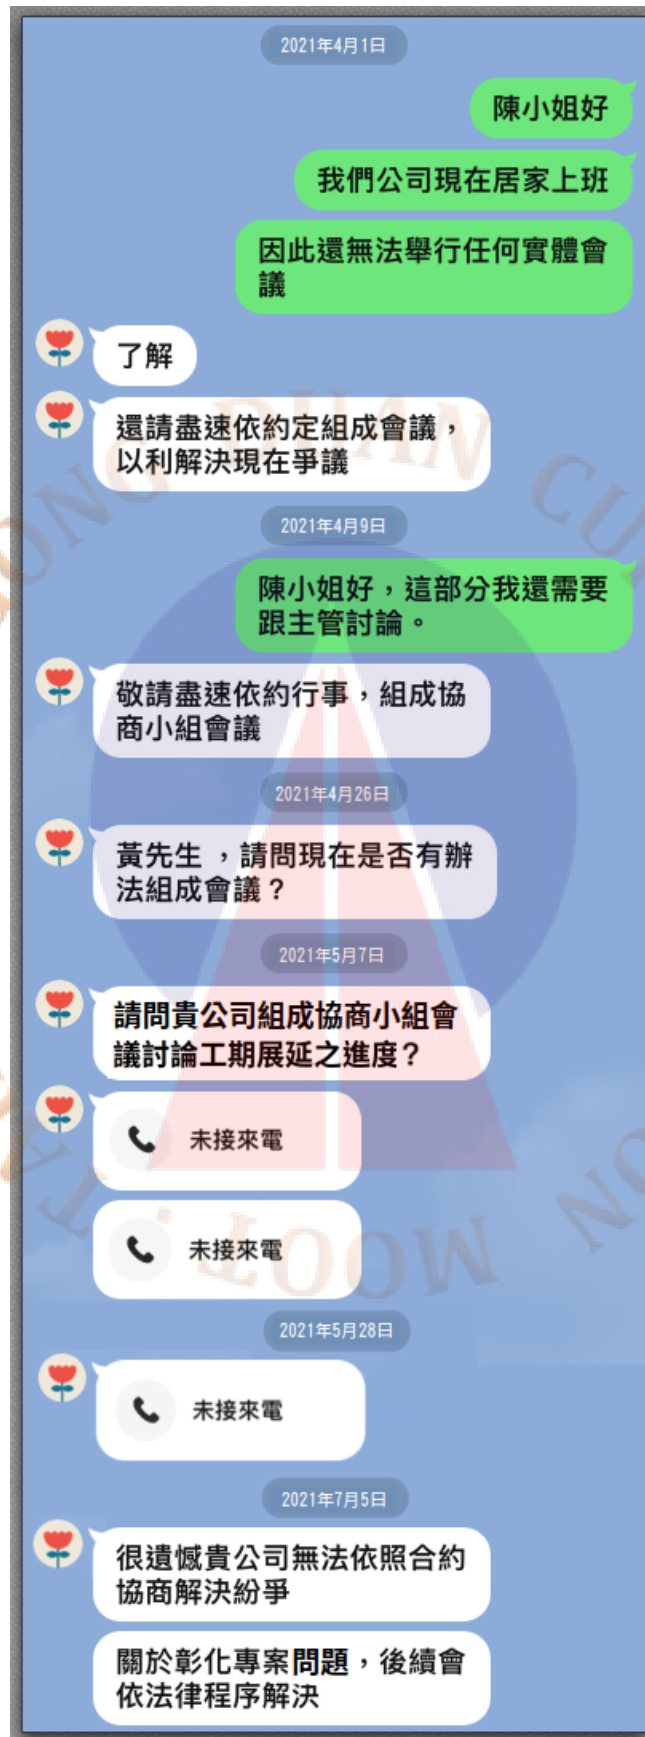 2021年4月1日
陳小姐好
我們公司現在居家上班
因此還無法舉行任何實體會
議
了解
還請盡速依約定組成會議，
以利解決現在爭議
2021年4月9日
陳小姐好，這部分我還需要
跟主管討論。
敬請盡速依約行事，組成協
商小組會議
2021年4月26日
黃先生 ，請問現在是否有辦
法組成會議？
2021年5月7日
請問貴公司組成協商小組會
議討論工期展延之進度？
未接來電
未接來電
2021年5月28日
未接來電
2021年7月5日
很遺憾貴公司無法依照合約
協商解決紛爭
關於彰化專案問題，後續會
依法律程序解決